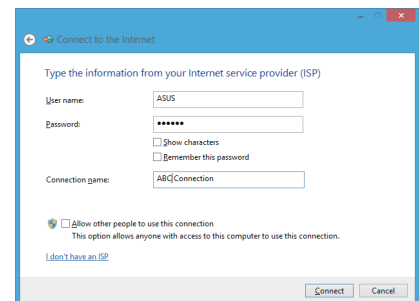 Connect to the Internet
Type the information from your Internet service provider (ISP)
User name: ASUS
Password: ••••••
Show characters
Remember this password
Connection name: ABC Connection
Allow other people to use this connection
This option allows anyone with access to this computer to use this connection.
I don't have an ISP
Connect Cancel